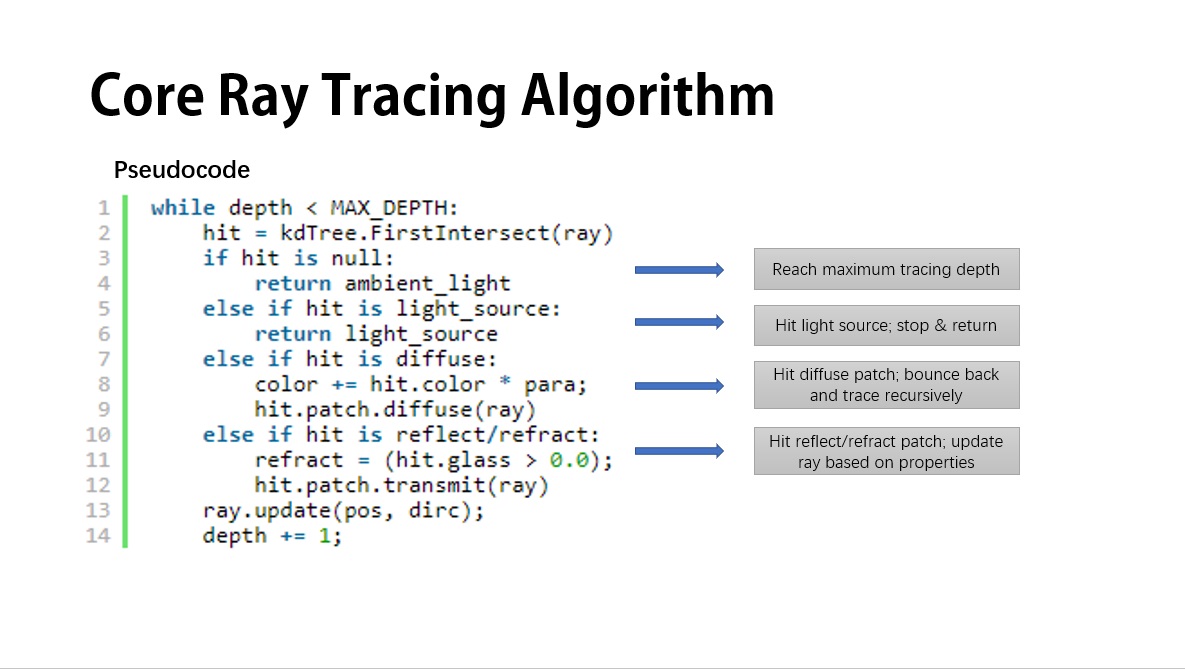 Core Ray Tracing Algorithm
Pseudocode
1 while depth < MAX_DEPTH:
2 hit = kdTree.FirstIntersect(ray)
3 if hit is null:
4 return ambient_light
5 else if hit is light_source:
6 return light_source
7 else if hit is diffuse:
8 color += hit.color * para;
9 hit.patch.diffuse(ray)
10 else if hit is reflect/refract:
11 refract = (hit.glass > 0.0);
12 hit.patch.transmit(ray)
13 ray.update(pos, dirc);
14 depth += 1;
Reach maximum tracing depth
Hit light source; stop & return
Hit diffuse patch; bounce back
and trace recursively
Hit reflect/refract patch; update
ray based on properties